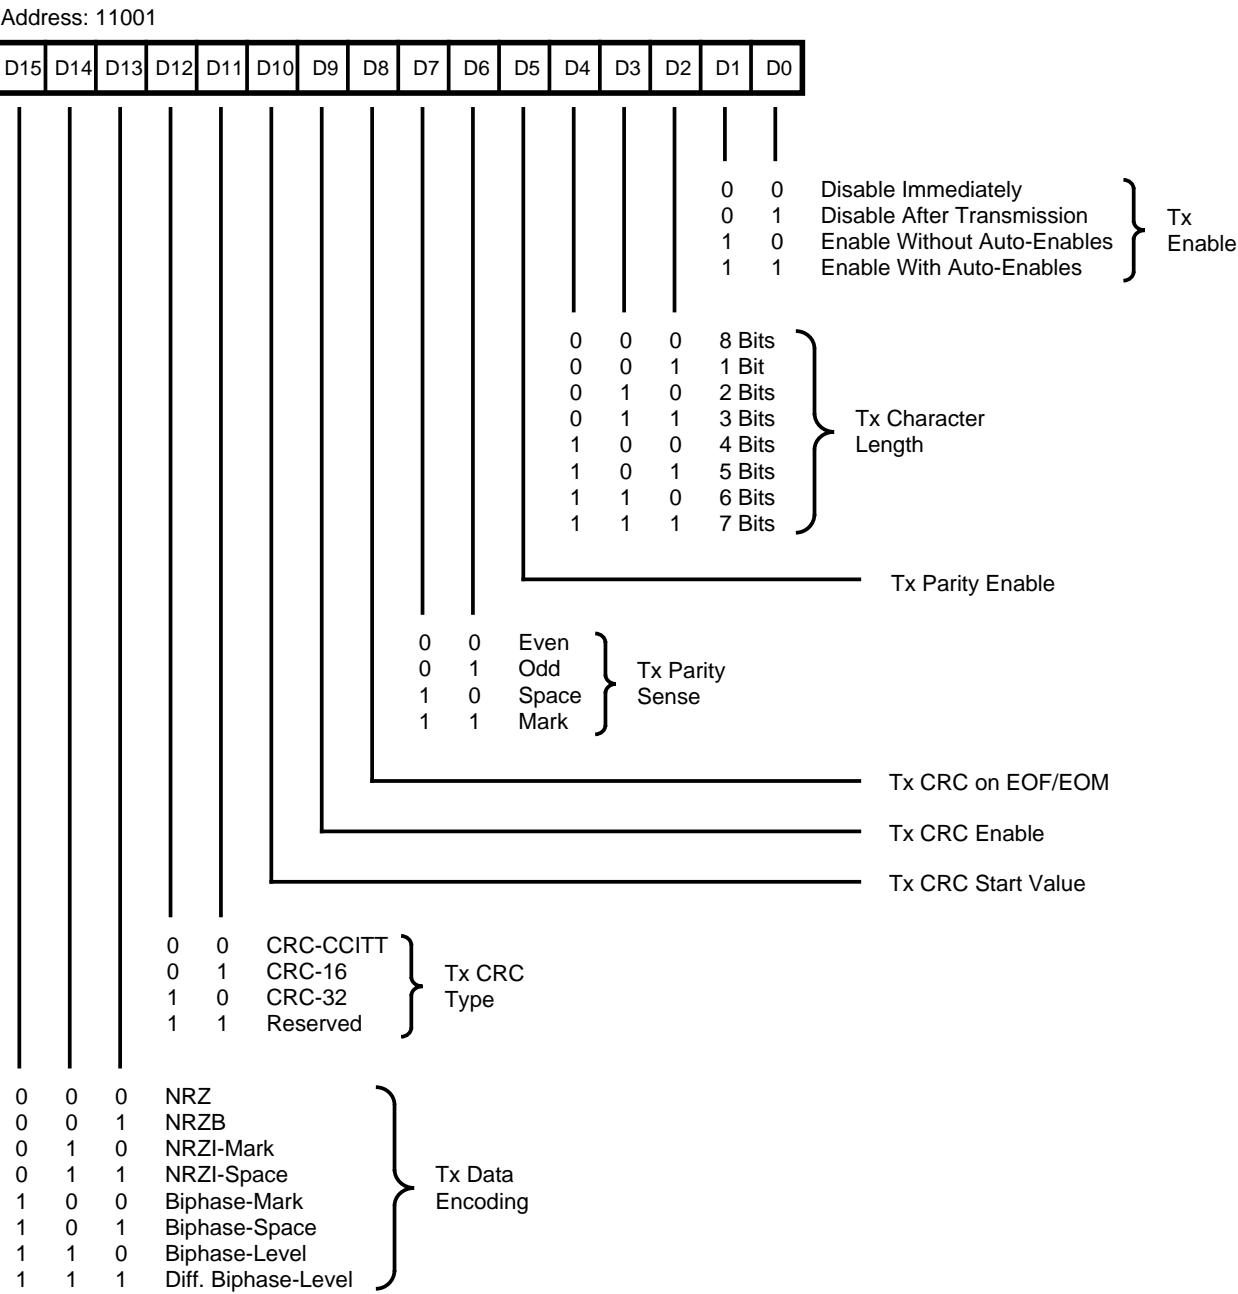 Address: 11001
D15 D14 D13 D12 D11 D10 D9 D8 D7 D6 D5 D4 D3 D2 D1 D0
0 0 Disable Immediately
0 1 Disable After Transmission
1 0 Enable Without Auto-Enables
1 1 Enable With Auto-Enables
Tx
Enable
0 0 0 8 Bits
0 0 1 1 Bit
0 1 0 2 Bits
0 1 1 3 Bits
1 0 0 4 Bits
1 0 1 5 Bits
1 1 0 6 Bits
1 1 1 7 Bits
Tx Character
Length
Tx Parity Enable
0 0 Even
0 1 Odd
1 0 Space
1 1 Mark
Tx Parity
Sense
Tx CRC on EOF/EOM
Tx CRC Enable
Tx CRC Start Value
0 0 CRC-CCITT
0 1 CRC-16
1 0 CRC-32
1 1 Reserved
Tx CRC
Type
0 0 0 NRZ
0 0 1 NRZB
0 1 0 NRZI-Mark
0 1 1 NRZI-Space
1 0 0 Biphase-Mark
1 0 1 Biphase-Space
1 1 0 Biphase-Level
1 1 1 Diff. Biphase-Level
Tx Data
Encoding